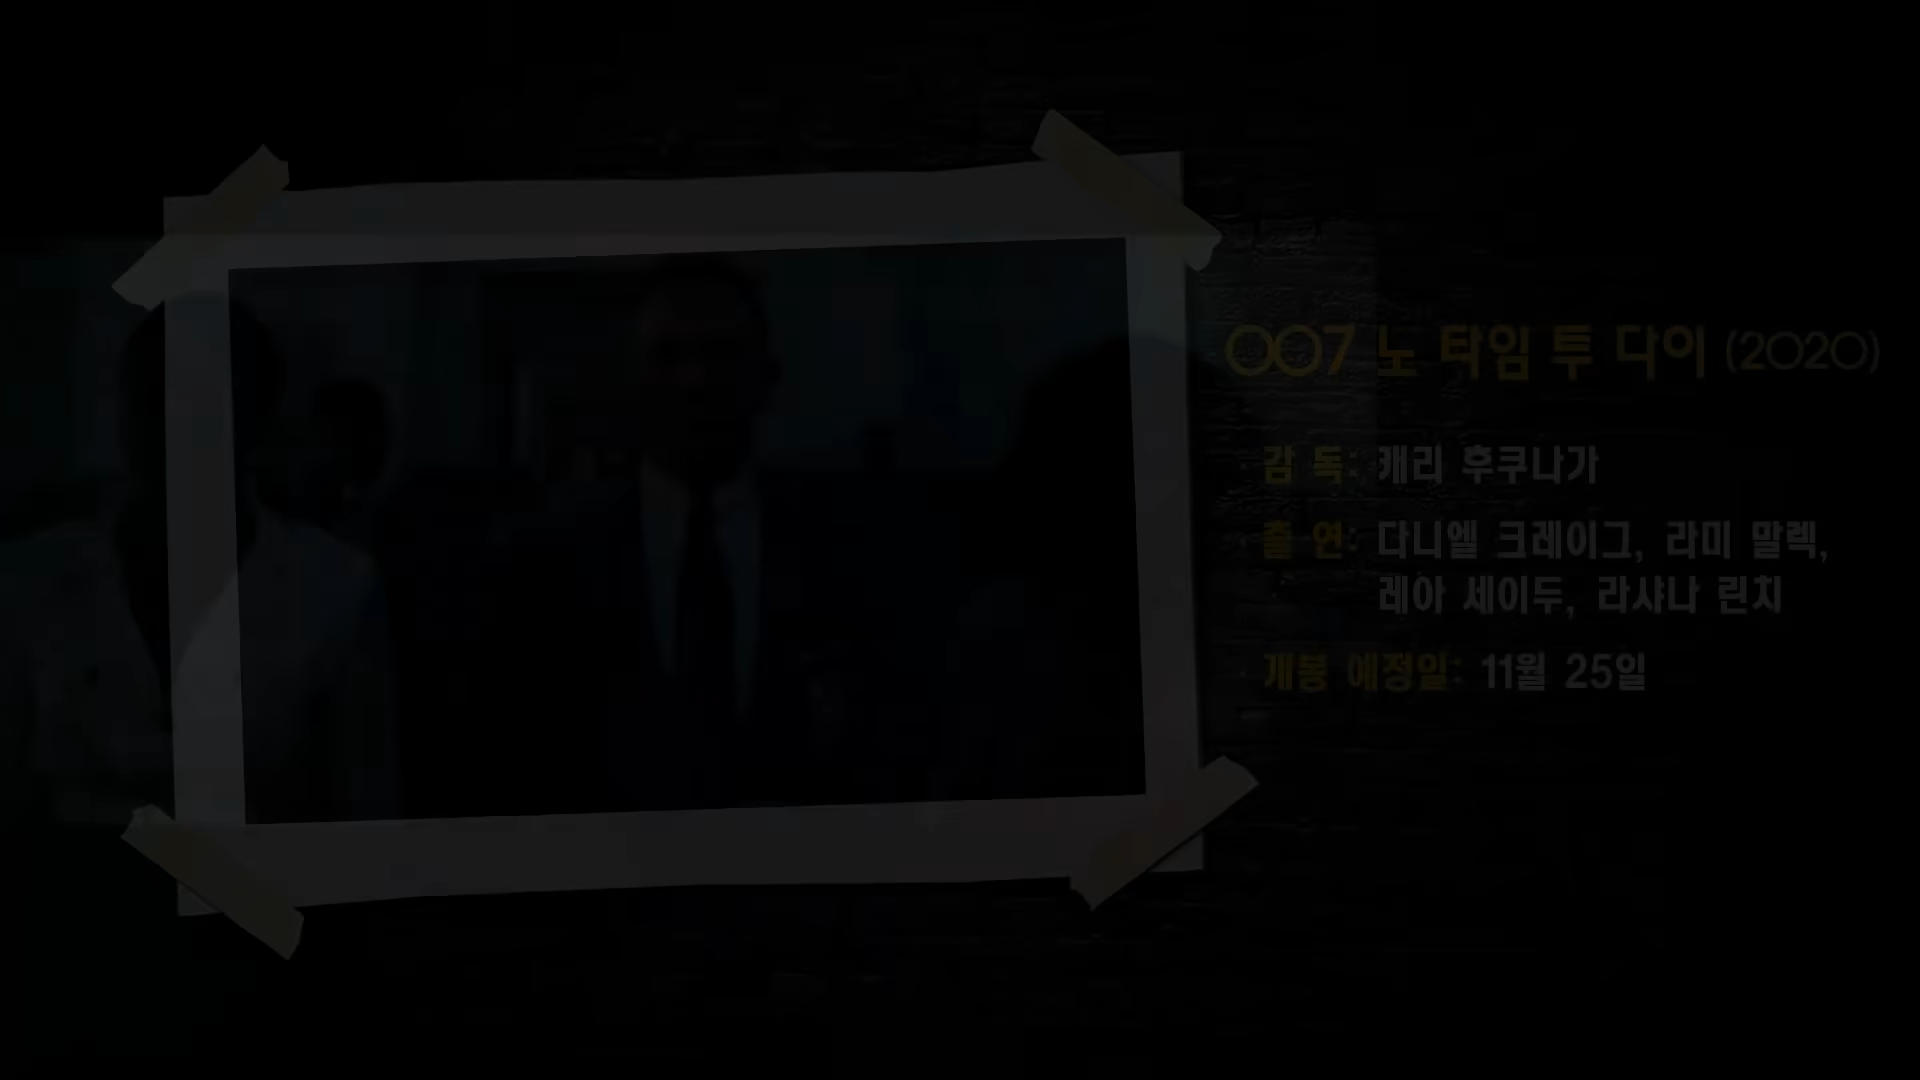 007 노 타임 투 다이 (2020)
감 독: 캐리 후쿠나가
출 연: 다니엘 크레이그, 라미 말렉,
레아 세이두, 라샤나 린치
개봉 예정일: 11월 25일